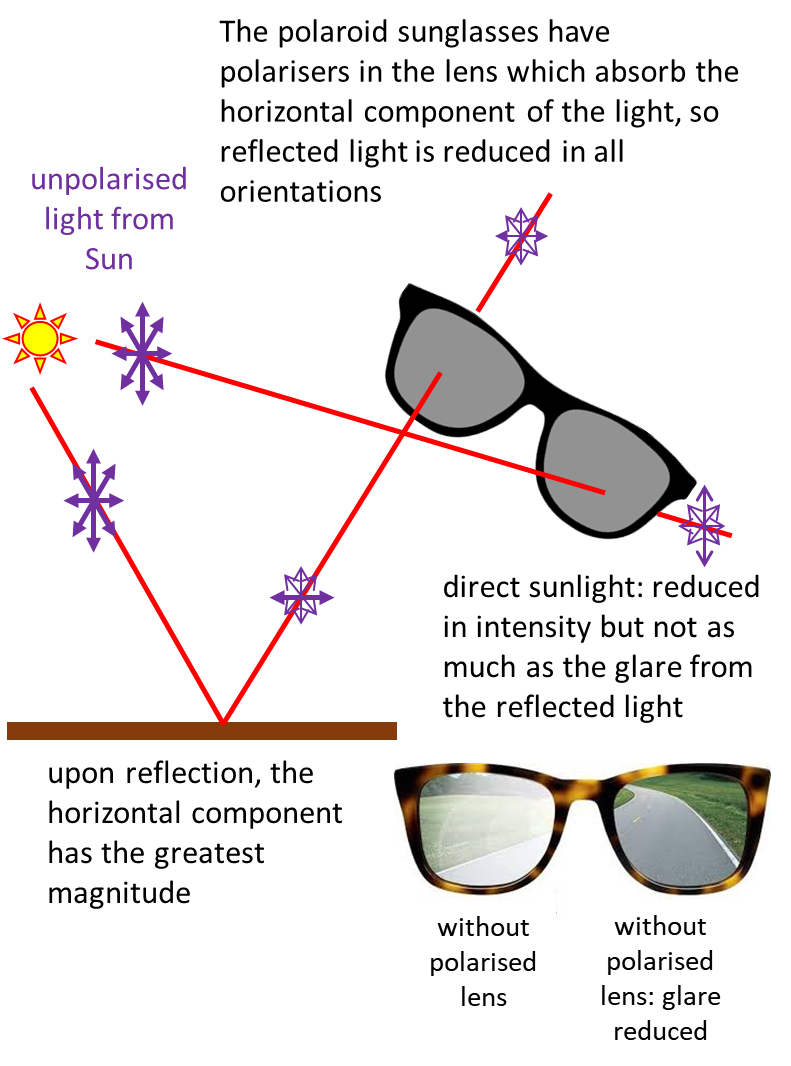 The polaroid sunglasses have
polarisers in the lens which absorb the
horizontal component of the light, so
reflected light is reduced in all
orientations
unpolarised
light from
Sun
direct sunlight: reduced
in intensity but not as
much as the glare from
the reflected light
upon reflection, the
horizontal component
has the greatest
magnitude
without
polarised
lens
without
polarised
lens: glare
reduced